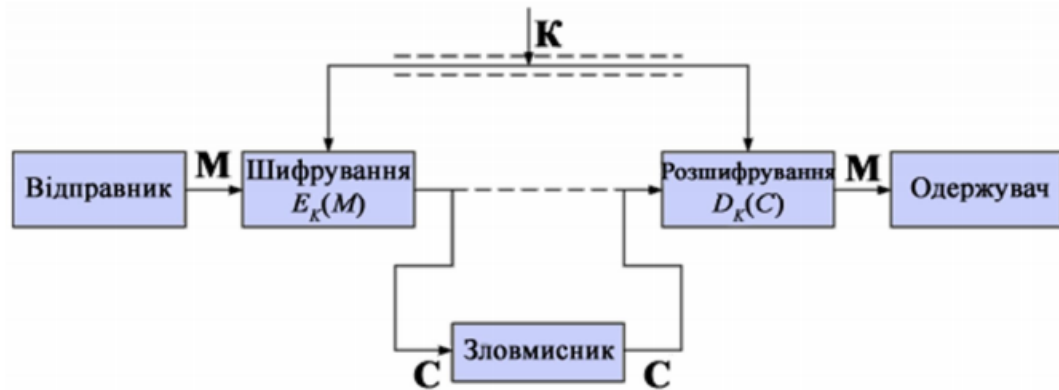 К
Відправник
М
Шифрування
E_K(M)
Розшифрування
D_K(C)
М
Одержувач
С
Зловмисник
С